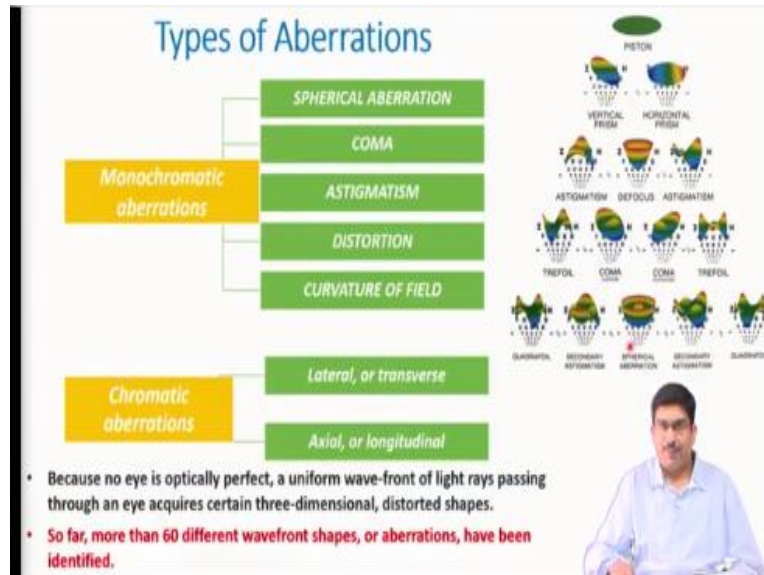 Types of Aberrations
Monochromatic
aberrations
SPHERICAL ABERRATION
COMA
ASTIGMATISM
DISTORTION
CURVATURE OF FIELD
Chromatic
aberrations
Lateral, or transverse
Axial, or longitudinal
• Because no eye is optically perfect, a uniform wave-front of light rays passing
through an eye acquires certain three-dimensional, distorted shapes.
• So far, more than 60 different wavefront shapes, or aberrations, have been
identified.
PISTON
VERTICAL
PRISM
HORIZONTAL
PRISM
ASTIGMATISM DEFOCUS ASTIGMATISM
TREFOIL COMA COMA TREFOIL
QUADRAFOIL
SECONDARY
ASTIGMATISM
SPHERICAL
ABERRATION
SECONDARY
ASTIGMATISM